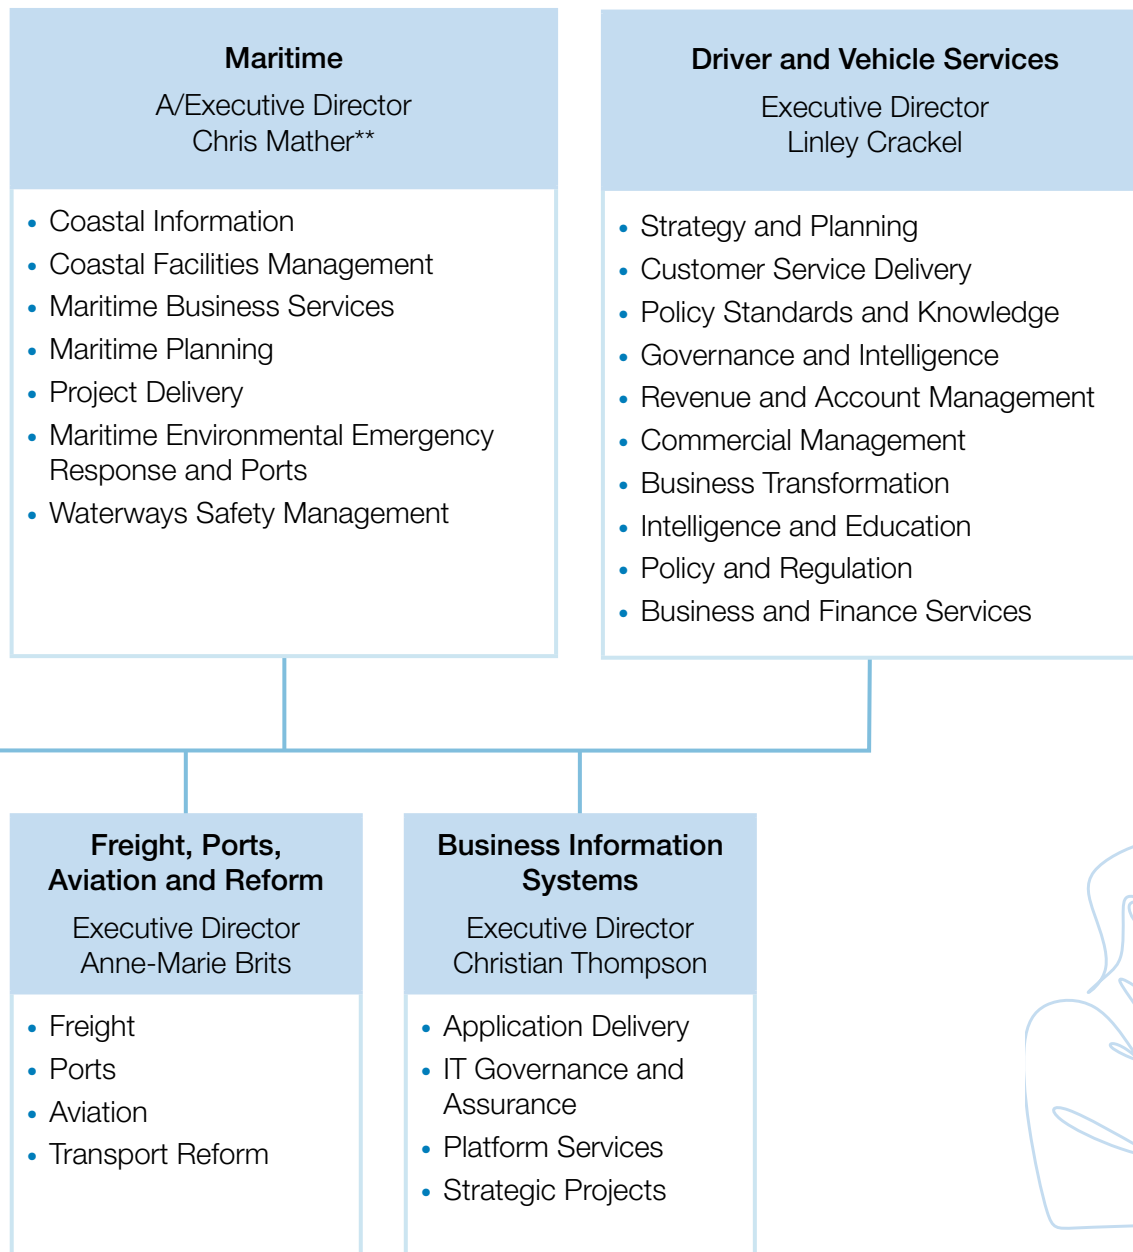 Maritime
A/Executive Director
Chris Mather**
• Coastal Information
• Coastal Facilities Management
• Maritime Business Services
• Maritime Planning
• Project Delivery
• Maritime Environmental Emergency
Response and Ports
• Waterways Safety Management
Driver and Vehicle Services
Executive Director
Linley Crackel
• Strategy and Planning
• Customer Service Delivery
• Policy Standards and Knowledge
• Governance and Intelligence
• Revenue and Account Management
• Commercial Management
• Business Transformation
• Intelligence and Education
• Policy and Regulation
• Business and Finance Services
Freight, Ports,
Aviation and Reform
Executive Director
Anne-Marie Brits
• Freight
• Ports
• Aviation
• Transport Reform
Business Information
Systems
Executive Director
Christian Thompson
• Application Delivery
• IT Governance and
Assurance
• Platform Services
• Strategic Projects